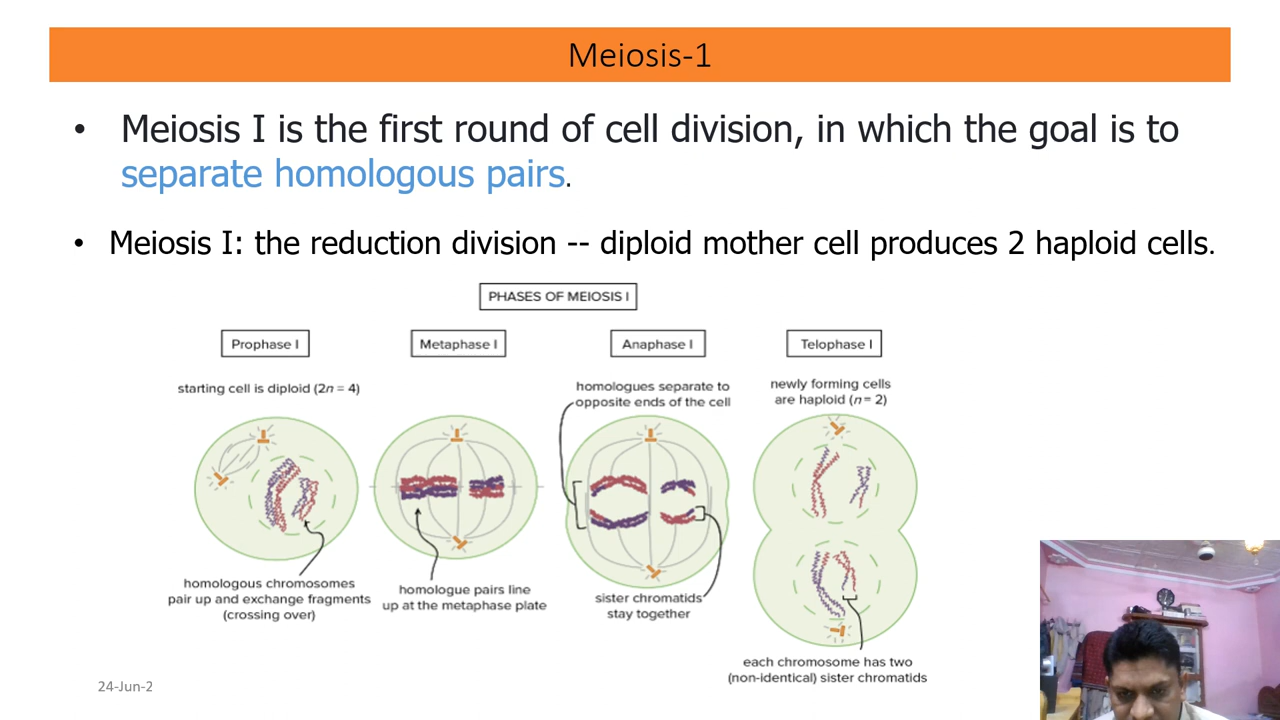 Meiosis-1
• Meiosis I is the first round of cell division, in which the goal is to
separate homologous pairs.
• Meiosis I: the reduction division -- diploid mother cell produces 2 haploid cells.
PHASES OF MEIOSIS I
Prophase I
Metaphase I
Anaphase I
Telophase I
starting cell is diploid (2n = 4)
homologues separate to
opposite ends of the cell
newly forming cells
are haploid (n = 2)
homologous chromosomes
pair up and exchange fragments
(crossing over)
homologue pairs line
up at the metaphase plate
sister chromatids
stay together
each chromosome has two
(non-identical) sister chromatids
24-Jun-2